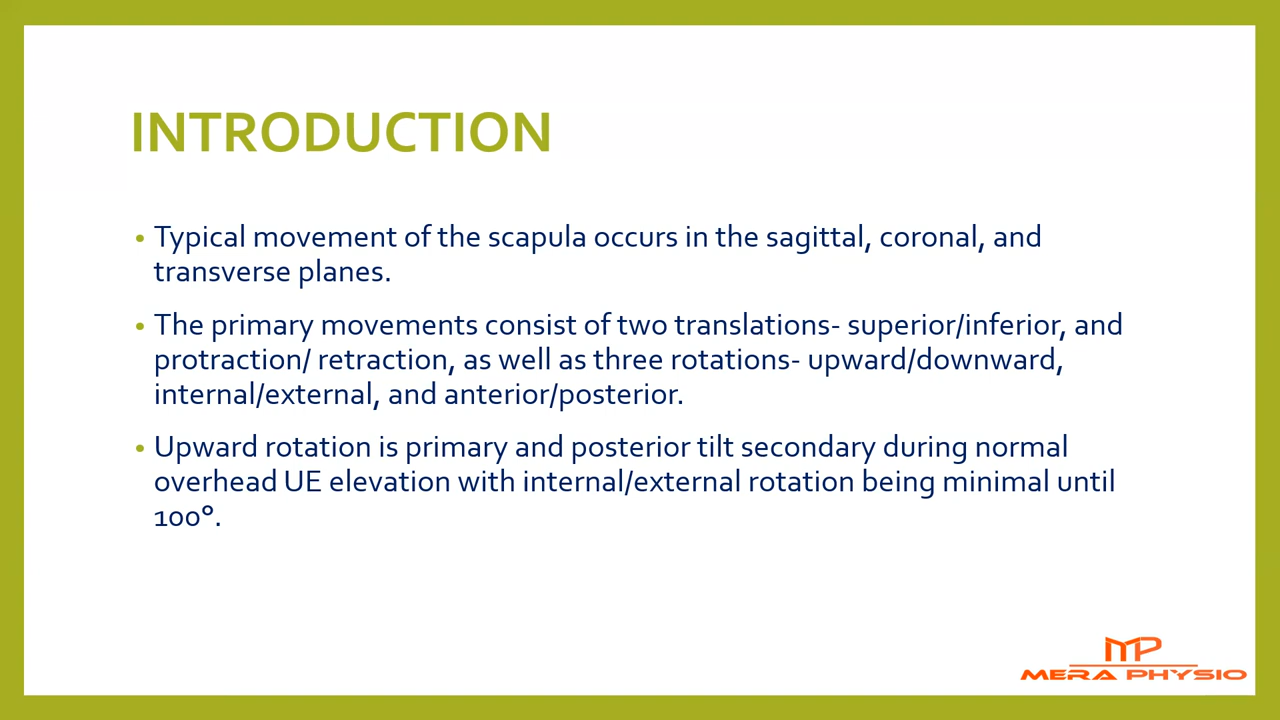 INTRODUCTION
• Typical movement of the scapula occurs in the sagittal, coronal, and
transverse planes.
• The primary movements consist of two translations- superior/inferior, and
protraction/ retraction, as well as three rotations- upward/downward,
internal/external, and anterior/posterior.
• Upward rotation is primary and posterior tilt secondary during normal
overhead UE elevation with internal/external rotation being minimal until
100°.
MP
MERA PHYSIO